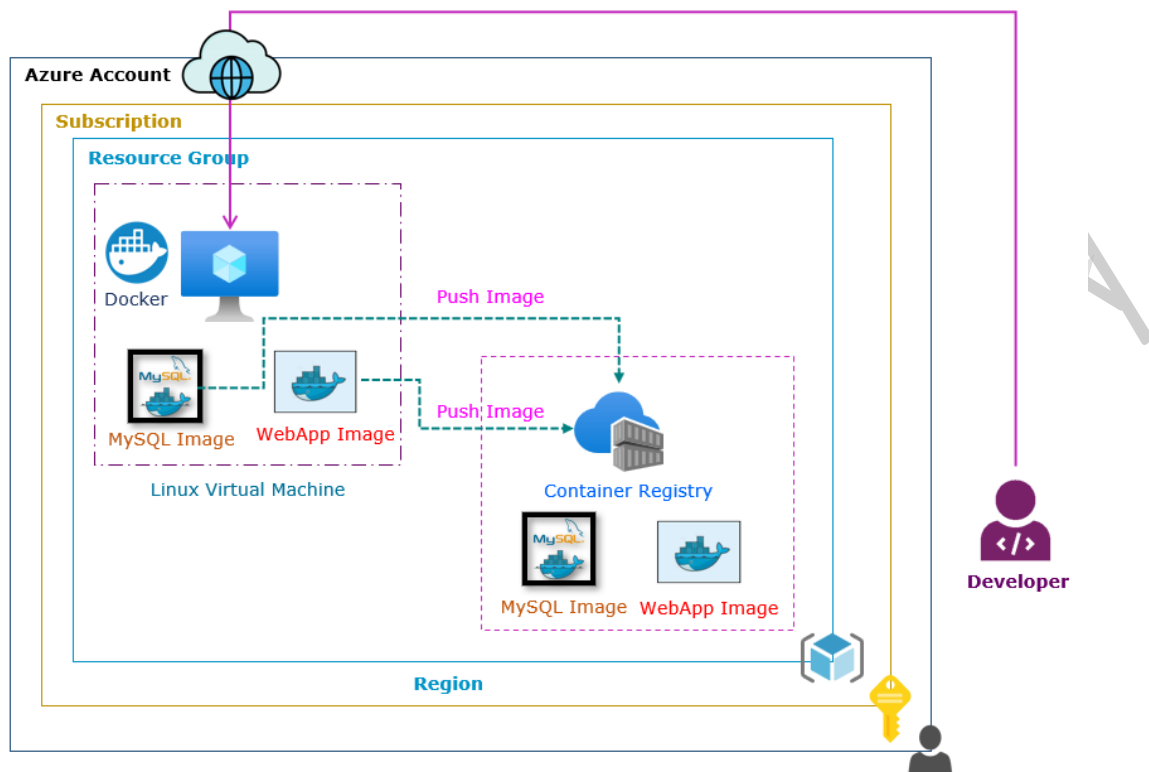 Azure Account
Subscription
Resource Group
Docker
Push Image
MySQL
MySQL Image
WebApp Image
Push Image
Linux Virtual Machine
Container Registry
MySQL
MySQL Image
WebApp Image
</>
Developer
Region